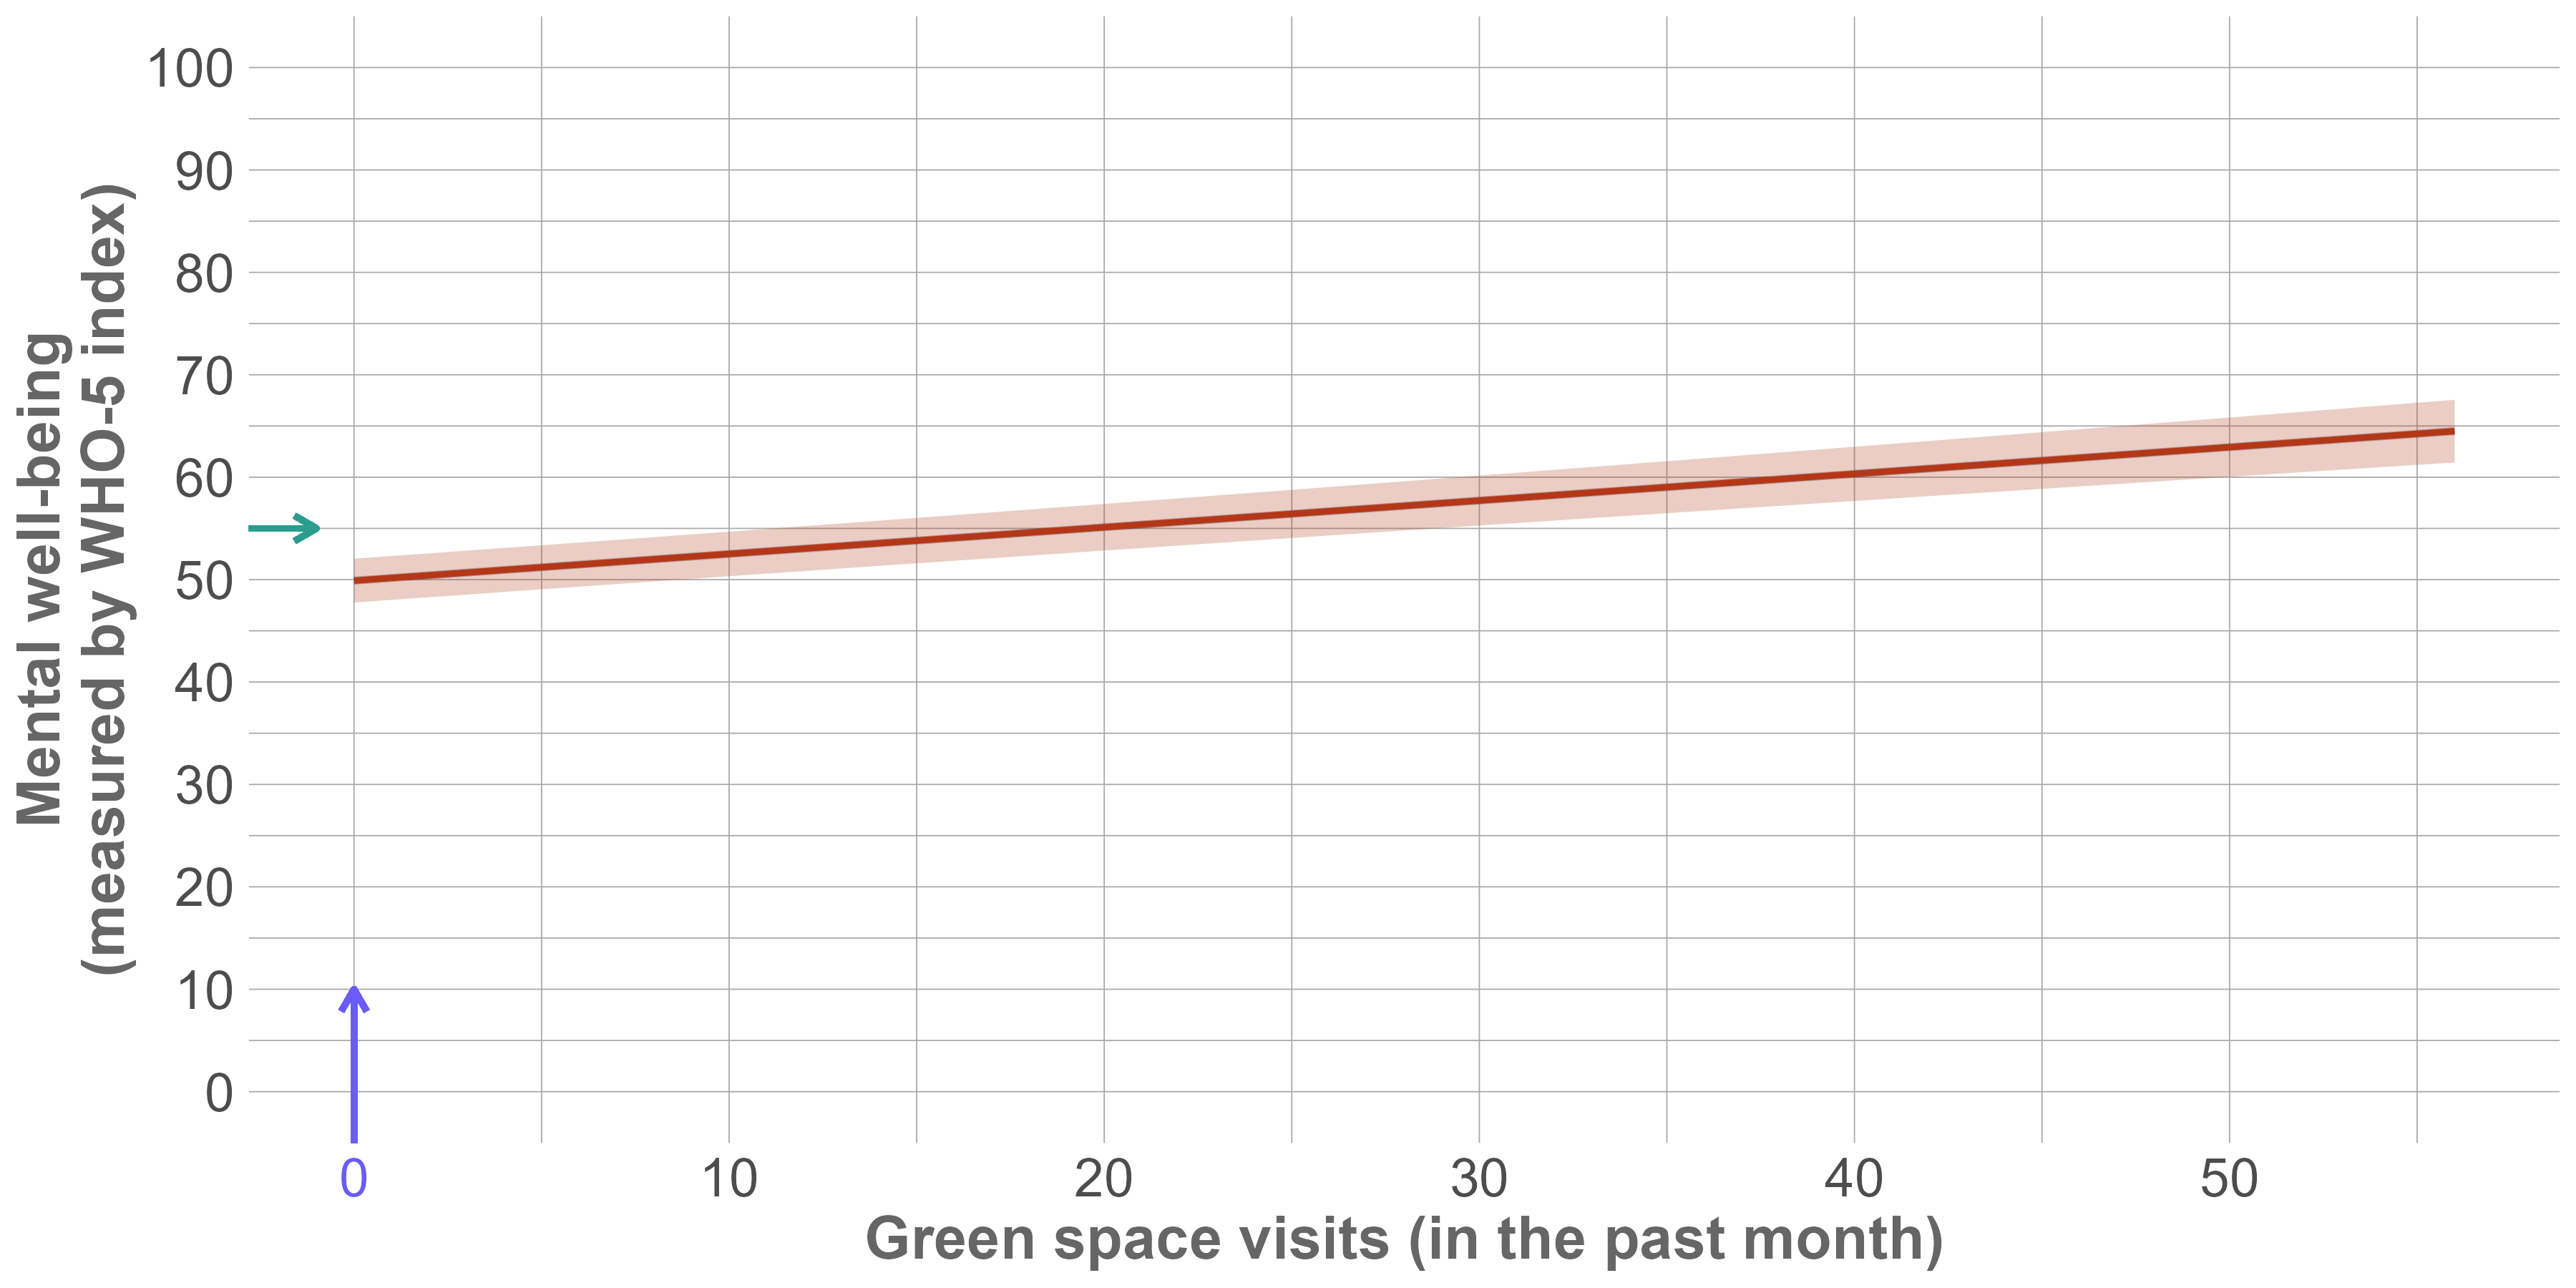 Mental well-being
(measured by WHO-5 index)
100
90
80
70
60
50
40
30
20
10
0
0 10 20 30 40 50
Green space visits (in the past month)